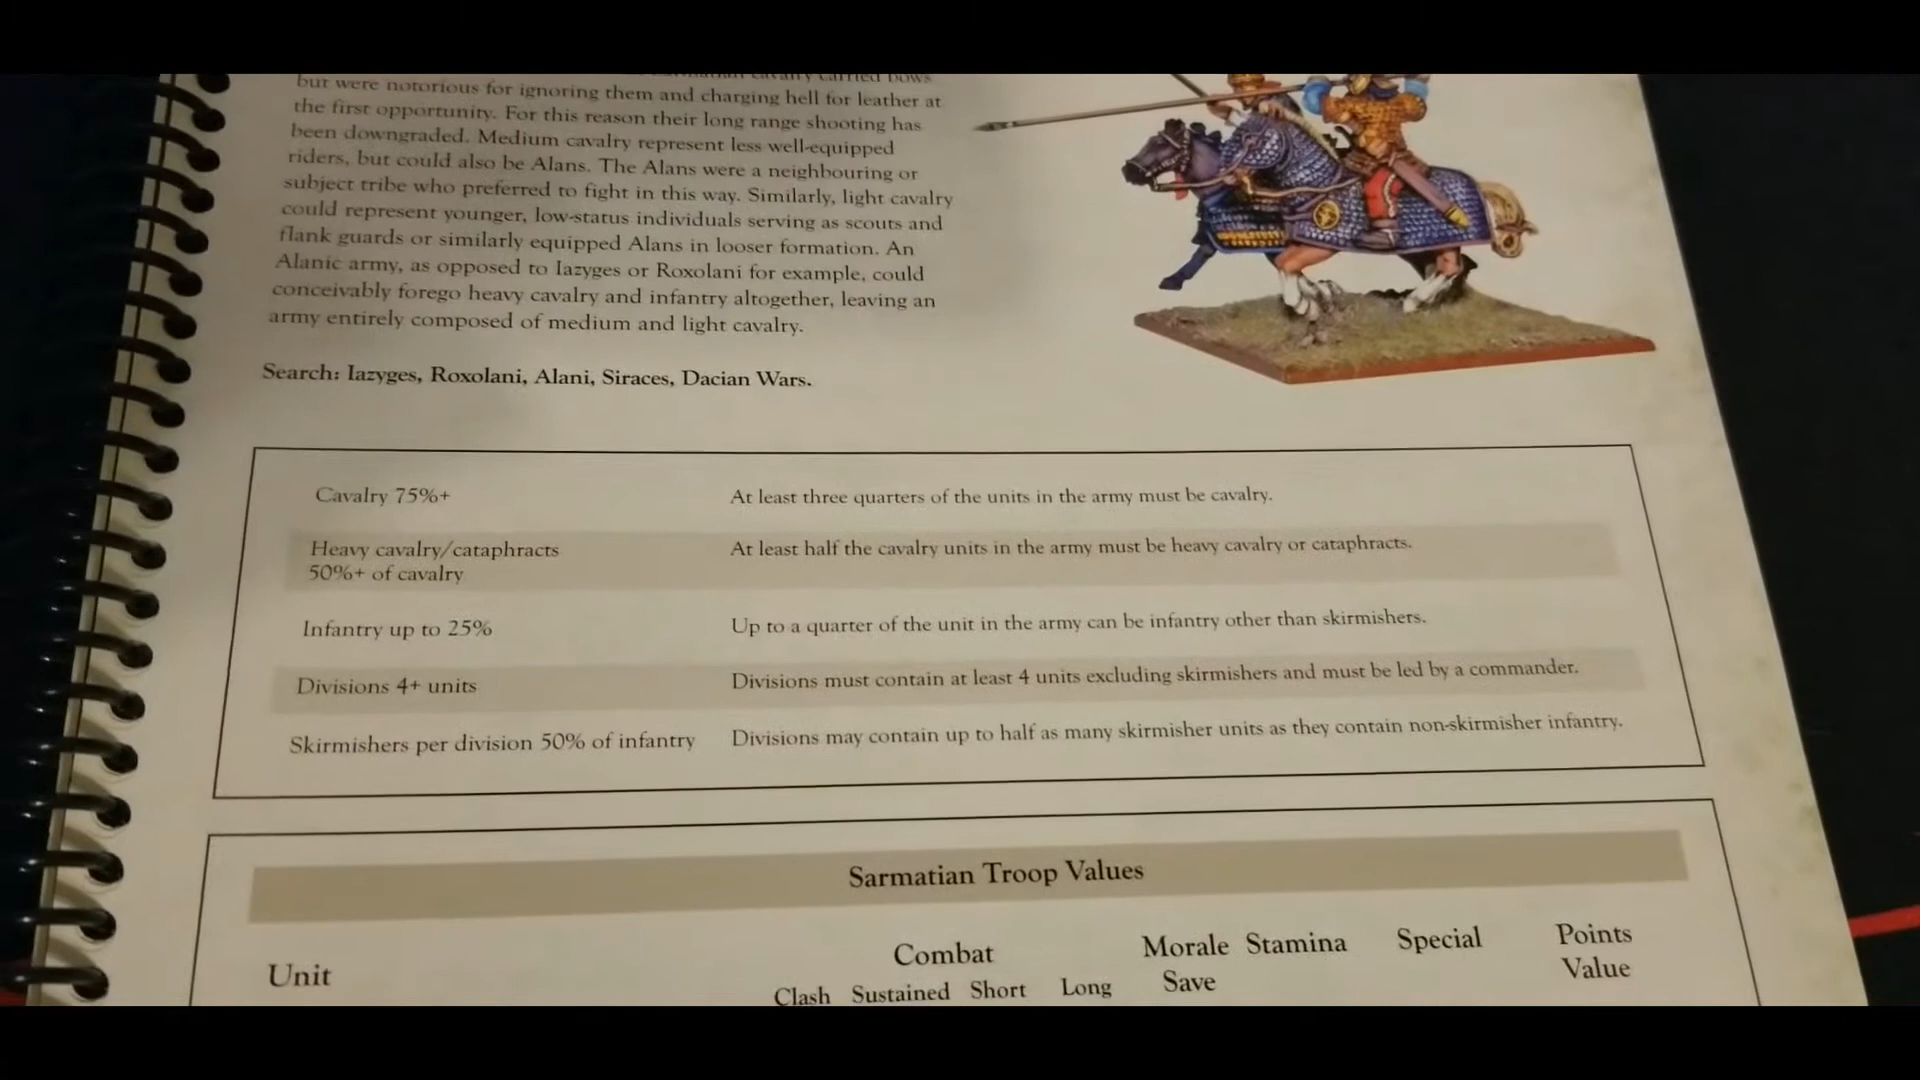 cavalry carried bows
but were notorious for ignoring them and charging hell for leather at
the first opportunity. For this reason their long range shooting has
been downgraded. Medium cavalry represent less well-equipped
riders, but could also be Alans. The Alans were a neighbouring or
subject tribe who preferred to fight in this way. Similarly, light cavalry
could represent younger, low-status individuals serving as scouts and
flank guards or similarly equipped Alans in looser formation. An
Alanic army, as opposed to Iazyges or Roxolani for example, could
conceivably forego heavy cavalry and infantry altogether, leaving an
army entirely composed of medium and light cavalry.
Search: Iazyges, Roxolani, Alani, Siraces, Dacian Wars.
Cavalry 75%+ At least three quarters of the units in the army must be cavalry.
Heavy cavalry/cataphracts At least half the cavalry units in the army must be heavy cavalry or cataphracts.
50%+ of cavalry
Infantry up to 25% Up to a quarter of the unit in the army can be infantry other than skirmishers.
Divisions 4+ units Divisions must contain at least 4 units excluding skirmishers and must be led by a commander.
Skirmishers per division 50% of infantry Divisions may contain up to half as many skirmisher units as they contain non-skirmisher infantry.
Sarmatian Troop Values
Combat Morale Stamina Special Points
Unit Clash Sustained Short Long Save Value